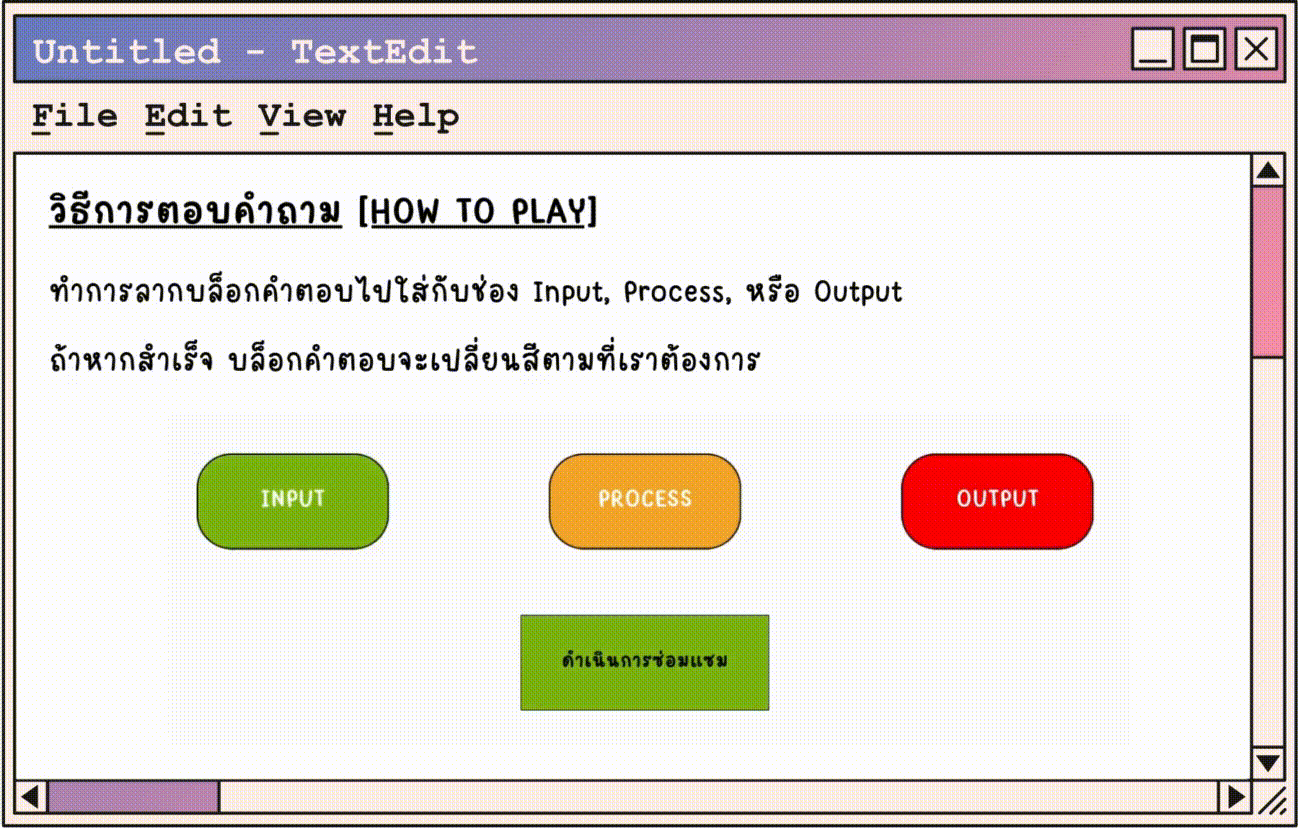 Untitled - TextEdit
File Edit View Help
วิธีการตอบคำถาม [HOW TO PLAY]
ทำการลากบล็อกคำตอบไปใส่กับช่อง Input, Process, หรือ Output
ถ้าหากสำเร็จ บล็อกคำตอบจะเปลี่ยนสีตามที่เราต้องการ
INPUT PROCESS OUTPUT
ดำเนินการซ่อมแซม